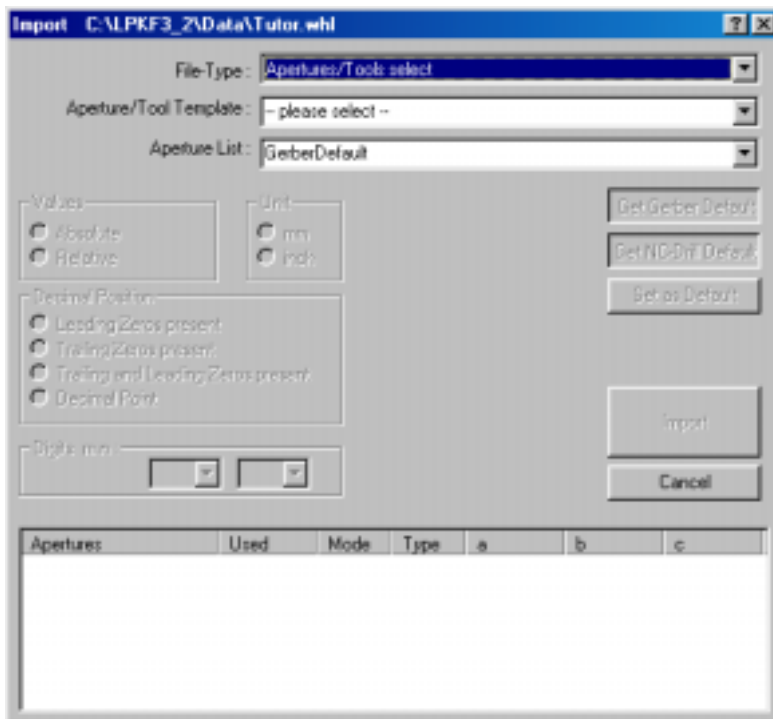 Import C:\LPKF3_2\Data\Tutor.whl
File-Type : Apertures/Tools select
Aperture/Tool Template : -- please select --
Aperture List : GerberDefault
Values
Absolute
Relative
Unit
mm
inch
Get Gerber Default
Get NC-Drill Default
Set as Default
Decimal Position
Leading Zeros present
Trailing Zeros present
Trailing and Leading Zeros present
Decimal Point
Digits m.n
Import
Cancel
Apertures Used Mode Type a b c